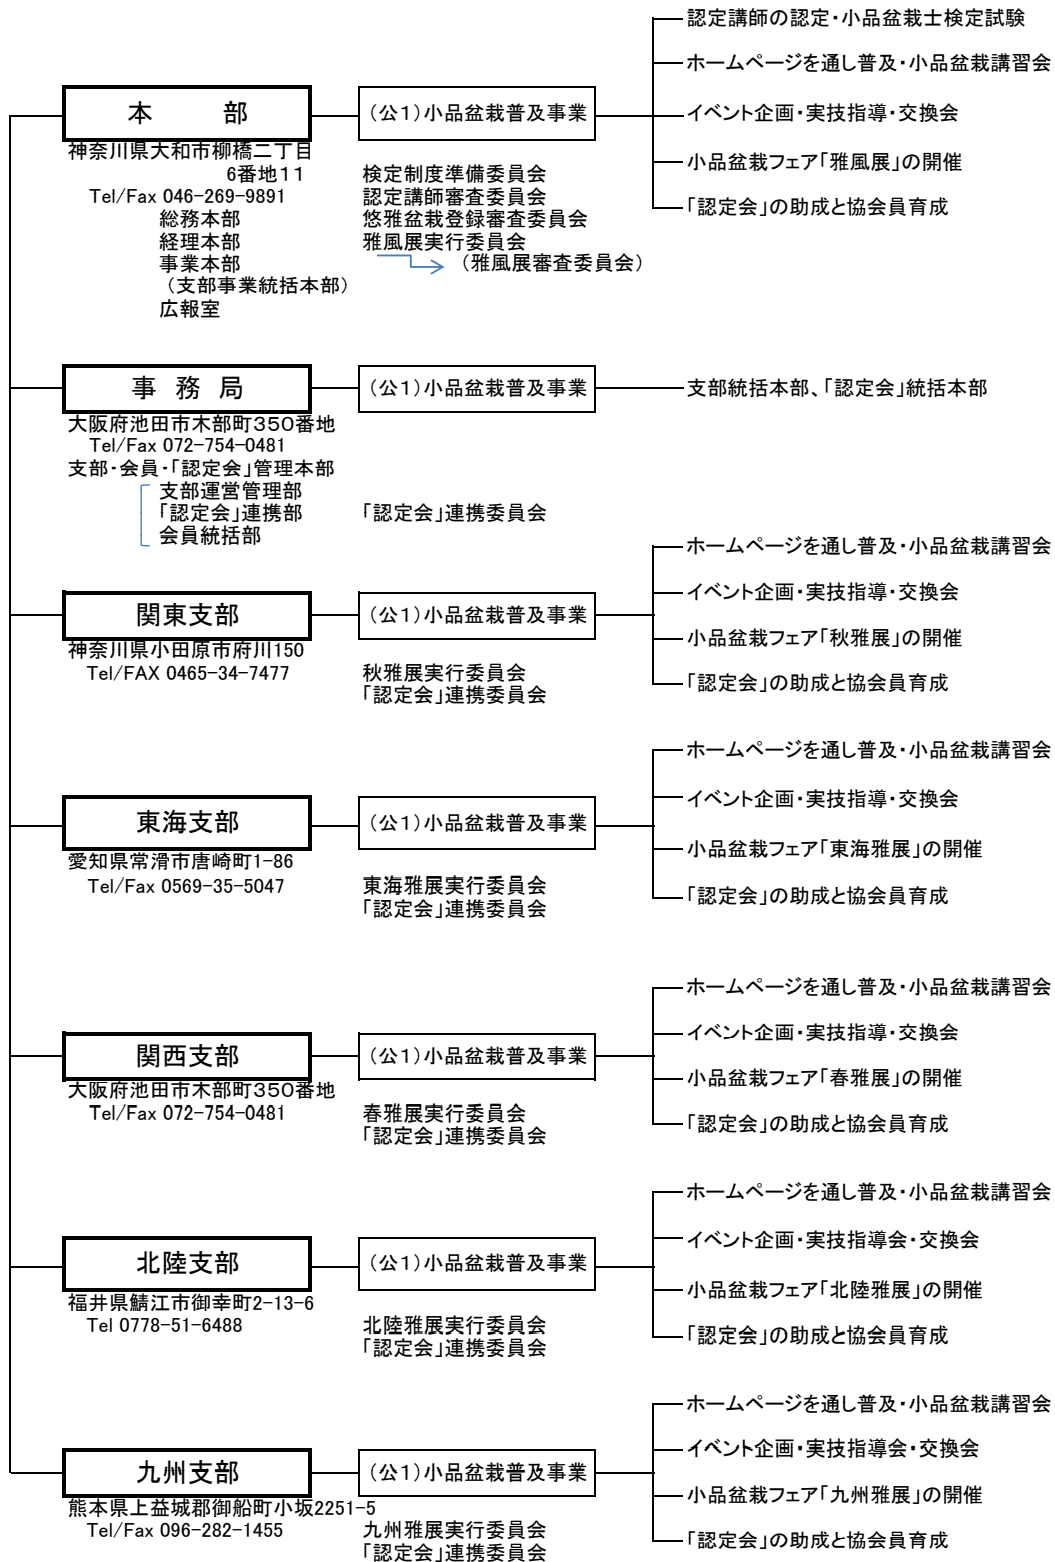 認定講師の認定・小品盆栽士検定試験
ホームページを通し普及・小品盆栽講習会
本　　部
(公1)小品盆栽普及事業
イベント企画・実技指導・交換会
神奈川県大和市柳橋二丁目
6番地11
Tel/Fax 046-269-9891
総務本部
経理本部
事業本部
(支部事業統括本部)
広報室
検定制度準備委員会
認定講師審査委員会
悠雅盆栽登録審査委員会
雅風展実行委員会
(雅風展審査委員会)
小品盆栽フェア「雅風展」の開催
「認定会」の助成と協会員育成
事 務 局
(公1)小品盆栽普及事業
支部統括本部、「認定会」統括本部
大阪府池田市木部町350番地
Tel/Fax 072-754-0481
支部・会員・「認定会」管理本部
支部運営管理部
「認定会」連携部
会員統括部
「認定会」連携委員会
ホームページを通し普及・小品盆栽講習会
イベント企画・実技指導・交換会
関東支部
(公1)小品盆栽普及事業
小品盆栽フェア「秋雅展」の開催
「認定会」の助成と協会員育成
神奈川県小田原市府川150
Tel/FAX 0465-34-7477
秋雅展実行委員会
「認定会」連携委員会
ホームページを通し普及・小品盆栽講習会
イベント企画・実技指導・交換会
東海支部
(公1)小品盆栽普及事業
小品盆栽フェア「東海雅展」の開催
「認定会」の助成と協会員育成
愛知県常滑市唐崎町1-86
Tel/Fax 0569-35-5047
東海雅展実行委員会
「認定会」連携委員会
ホームページを通し普及・小品盆栽講習会
イベント企画・実技指導・交換会
関西支部
(公1)小品盆栽普及事業
小品盆栽フェア「春雅展」の開催
「認定会」の助成と協会員育成
大阪府池田市木部町350番地
Tel/Fax 072-754-0481
春雅展実行委員会
「認定会」連携委員会
ホームページを通し普及・小品盆栽講習会
イベント企画・実技指導会・交換会
北陸支部
(公1)小品盆栽普及事業
小品盆栽フェア「北陸雅展」の開催
「認定会」の助成と協会員育成
福井県鯖江市御幸町2-13-6
Tel 0778-51-6488
北陸雅展実行委員会
「認定会」連携委員会
ホームページを通し普及・小品盆栽講習会
イベント企画・実技指導会・交換会
九州支部
(公1)小品盆栽普及事業
小品盆栽フェア「九州雅展」の開催
「認定会」の助成と協会員育成
熊本県上益城郡御船町小坂2251-5
Tel/Fax 096-282-1455
九州雅展実行委員会
「認定会」連携委員会